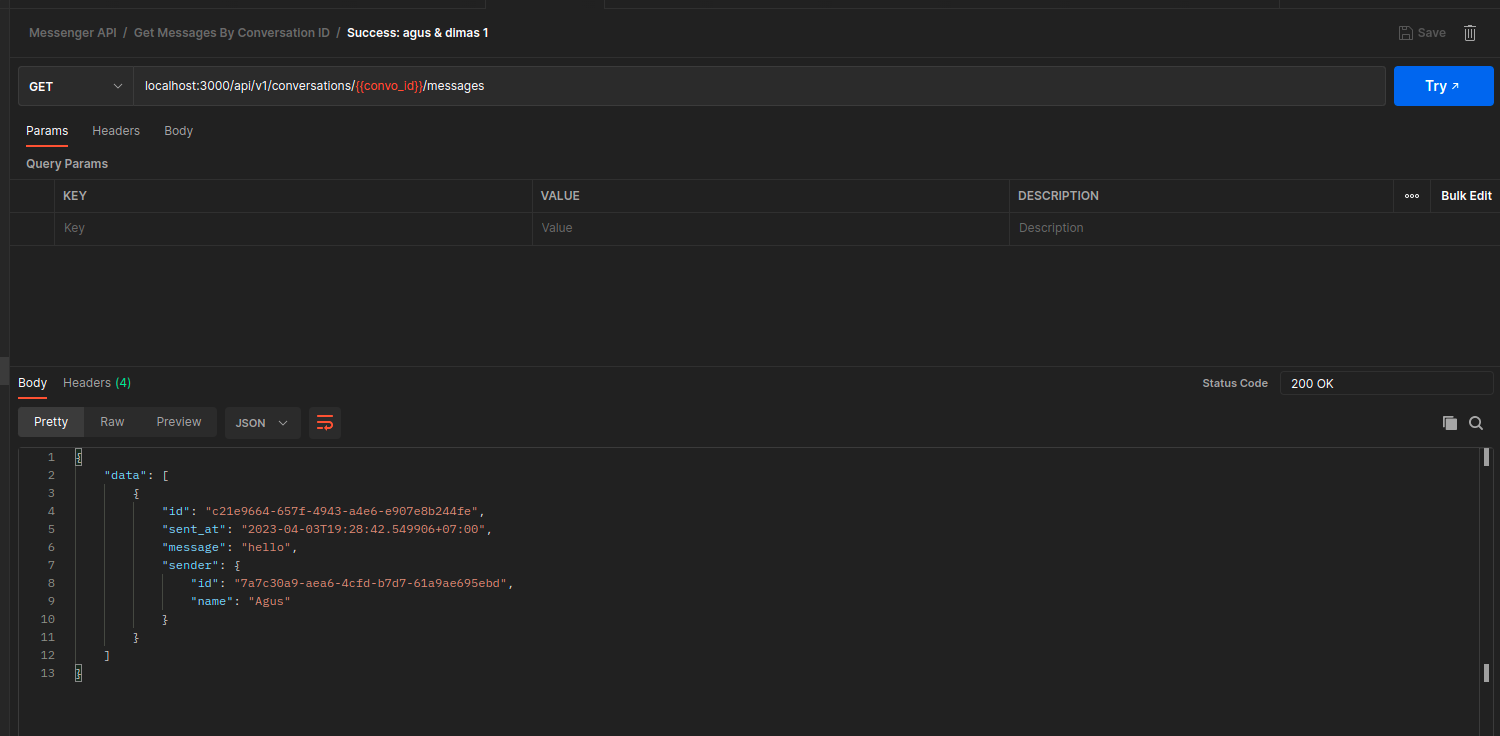 Messenger API / Get Messages By Conversation ID / Success: agus & dimas 1
Save
GET
localhost:3000/api/v1/conversations/{{convo_id}}/messages
Try ↗
Params Headers Body
Query Params
KEY VALUE DESCRIPTION ooo Bulk Edit
Key Value Description
Body Headers (4) Status Code 200 OK
Pretty Raw Preview JSON
1 {
2 "data": [
3 {
4 "id": "c21e9664-657f-4943-a4e6-e907e8b244fe",
5 "sent_at": "2023-04-03T19:28:42.549906+07:00",
6 "message": "hello",
7 "sender": {
8 "id": "7a7c30a9-aea6-4cfd-b7d7-61a9ae695ebd",
9 "name": "Agus"
10 }
11 }
12 ]
13 }